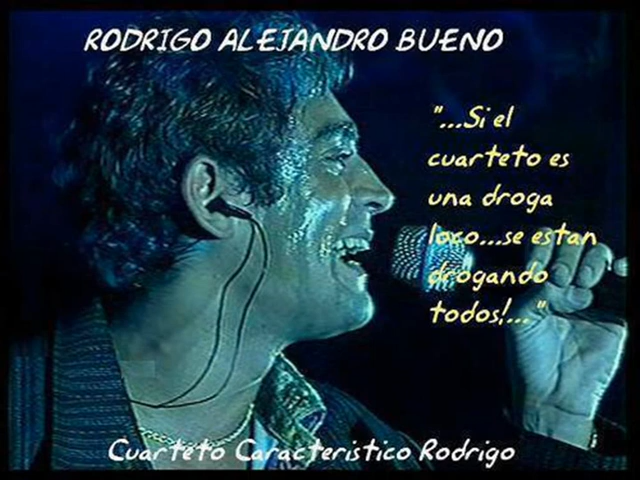 RODRIGO ALEJANDRO BUENO
"...Si el
cuarteto es
una droga
loco...se estan
drogando
todos!..."
Cuarteto Caracteristico Rodrigo